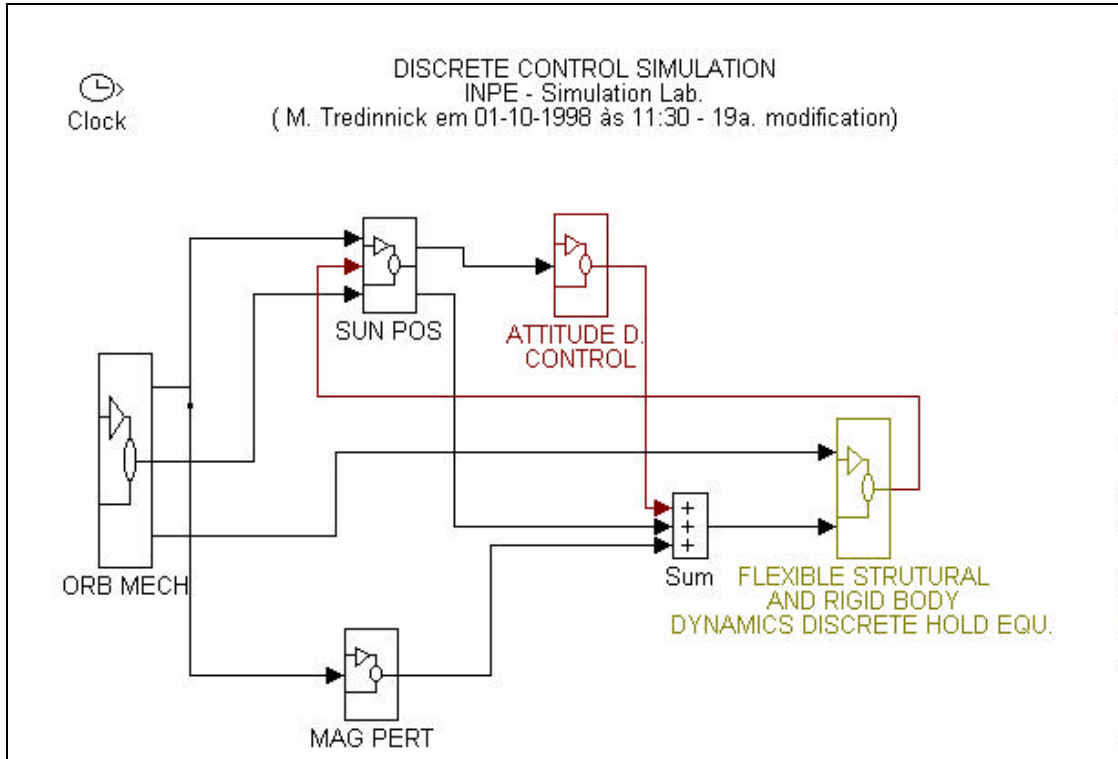 DISCRETE CONTROL SIMULATION
INPE - Simulation Lab.
( M. Tredinnick em 01-10-1998 às 11:30 - 19a. modification)
Clock
SUN POS
ATTITUDE D.
CONTROL
ORB MECH
+
+
+
Sum
FLEXIBLE STRUTURAL
AND RIGID BODY
DYNAMICS DISCRETE HOLD EQU.
MAG PERT